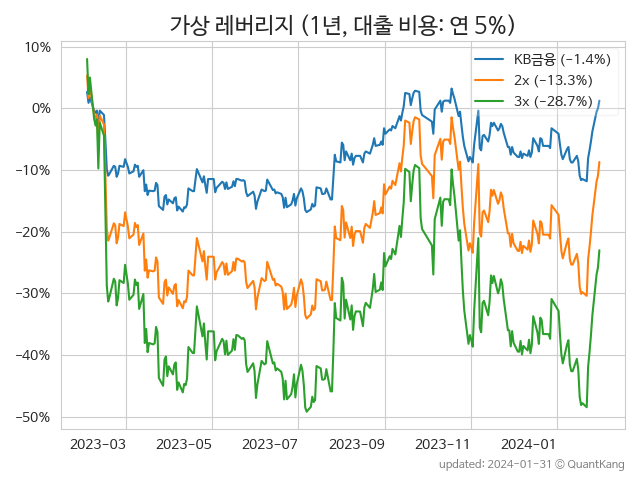 가상 레버리지 (1년, 대출 비용: 연 5%)
10%
0%
−10%
−20%
−30%
−40%
−50%
KB금융 (−1.4%)
2x (−13.3%)
3x (−28.7%)
2023-03
2023-05
2023-07
2023-09
2023-11
2024-01
updated: 2024-01-31 © QuantKang